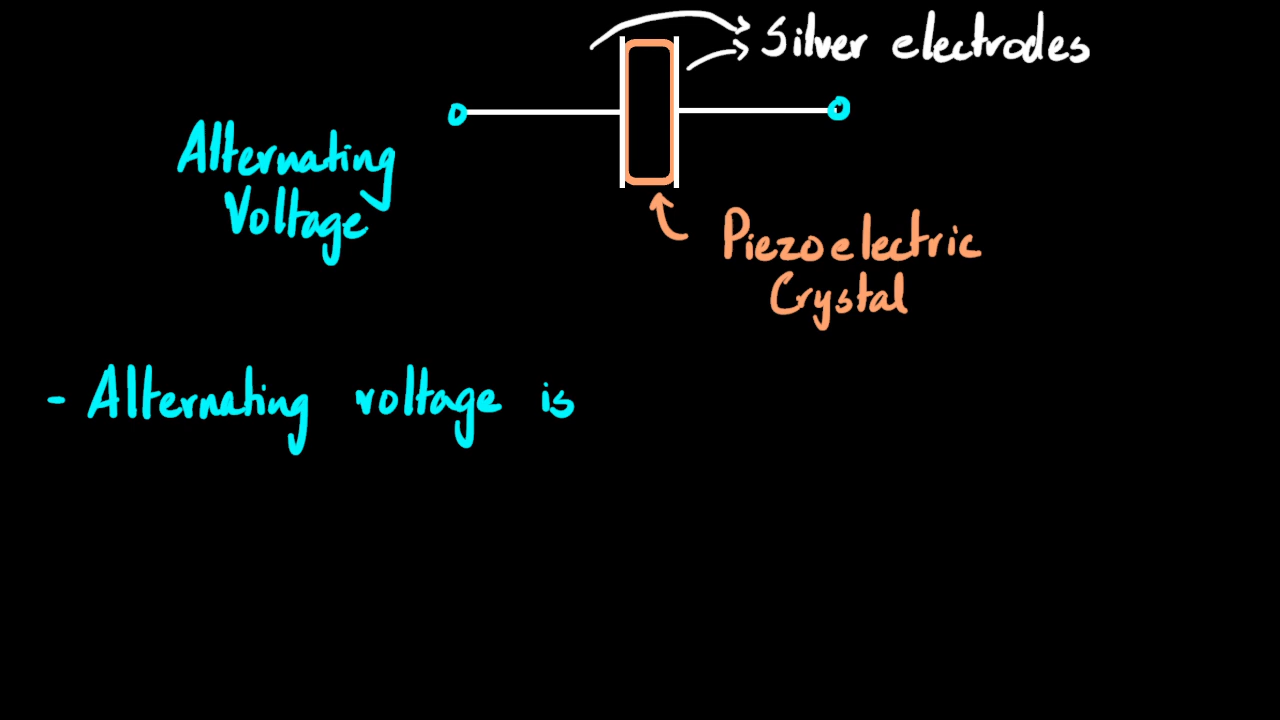 Silver electrodes
Alternating
Voltage
Piezoelectric
Crystal
- Alternating voltage is